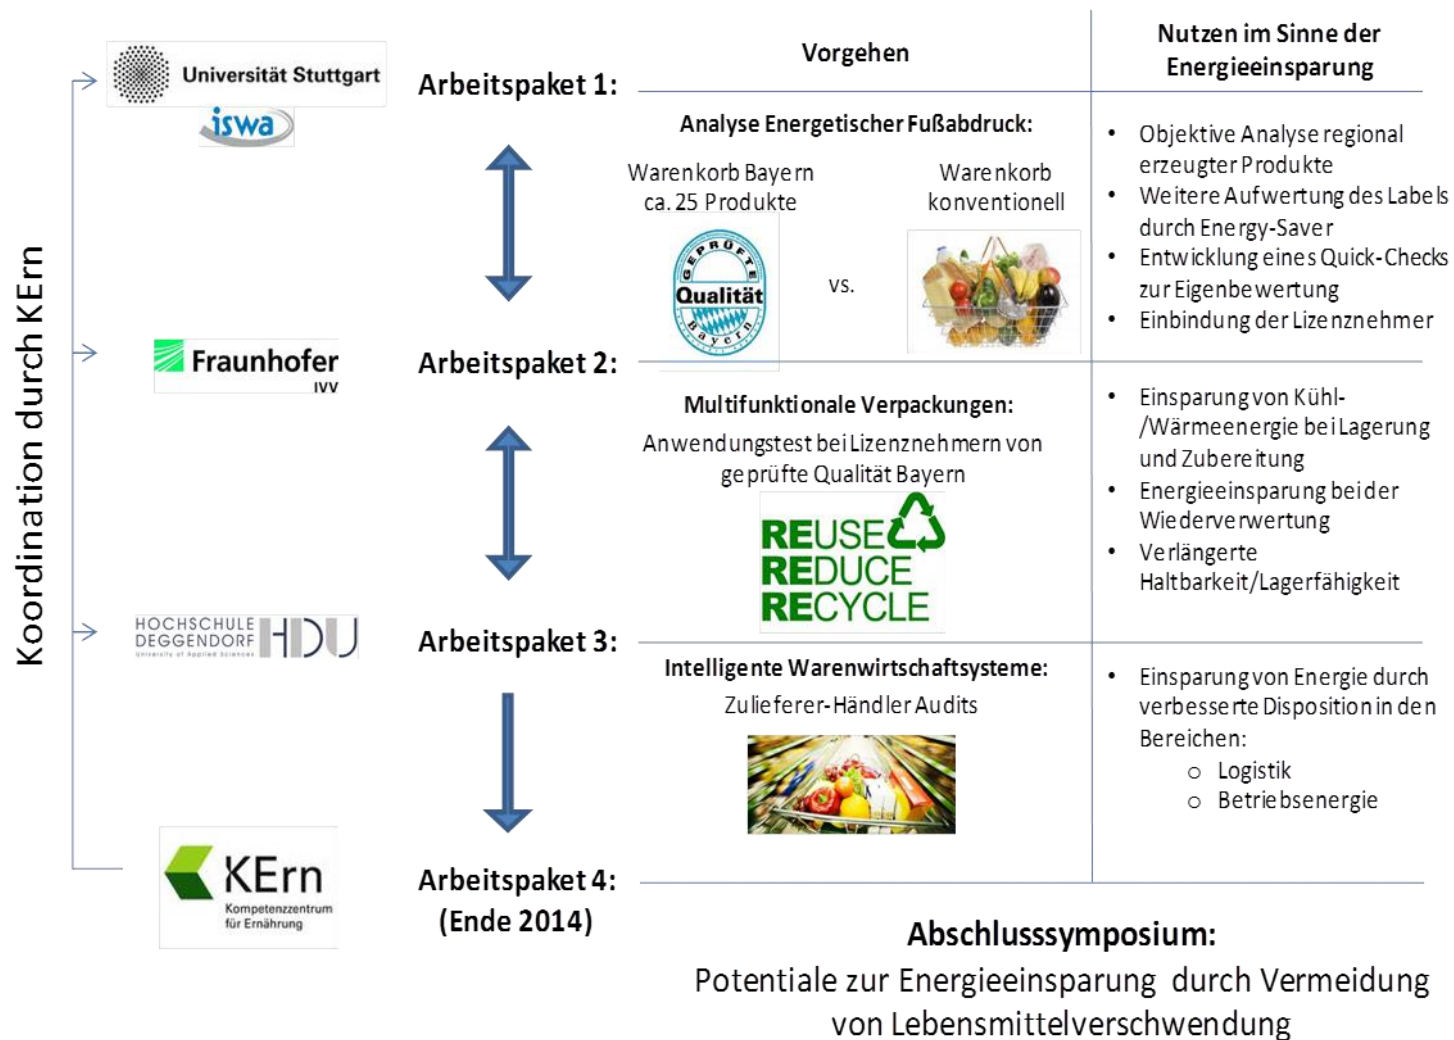 Koordination durch KErn
Vorgehen
Nutzen im Sinne der
Energieeinsparung
Universität Stuttgart
iswa
Arbeitspaket 1:
Analyse Energetischer Fußabdruck:
Warenkorb Bayern
ca. 25 Produkte
GEPRÜFTE
Qualität
Bayern
vs.
Warenkorb
konventionell
• Objektive Analyse regional
erzeugter Produkte
• Weitere Aufwertung des Labels
durch Energy-Saver
• Entwicklung eines Quick-Checks
zur Eigenbewertung
• Einbindung der Lizenznehmer
Fraunhofer
IVV
Arbeitspaket 2:
Multifunktionale Verpackungen:
Anwendungstest bei Lizenznehmern von
geprüfte Qualität Bayern
REUSE
REDUCE
RECYCLE
• Einsparung von Kühl-
/Wärmeenergie bei Lagerung
und Zubereitung
• Energieeinsparung bei der
Wiederverwertung
• Verlängerte
Haltbarkeit/Lagerfähigkeit
HOCHSCHULE
DEGGENDORF
University of Applied Sciences
HDU
Arbeitspaket 3:
Intelligente Warenwirtschaftsysteme:
Zulieferer-Händler Audits
• Einsparung von Energie durch
verbesserte Disposition in den
Bereichen:
o Logistik
o Betriebsenergie
KErn
Kompetenzzentrum
für Ernährung
Arbeitspaket 4:
(Ende 2014)
Abschlusssymposium:
Potentiale zur Energieeinsparung durch Vermeidung
von Lebensmittelverschwendung